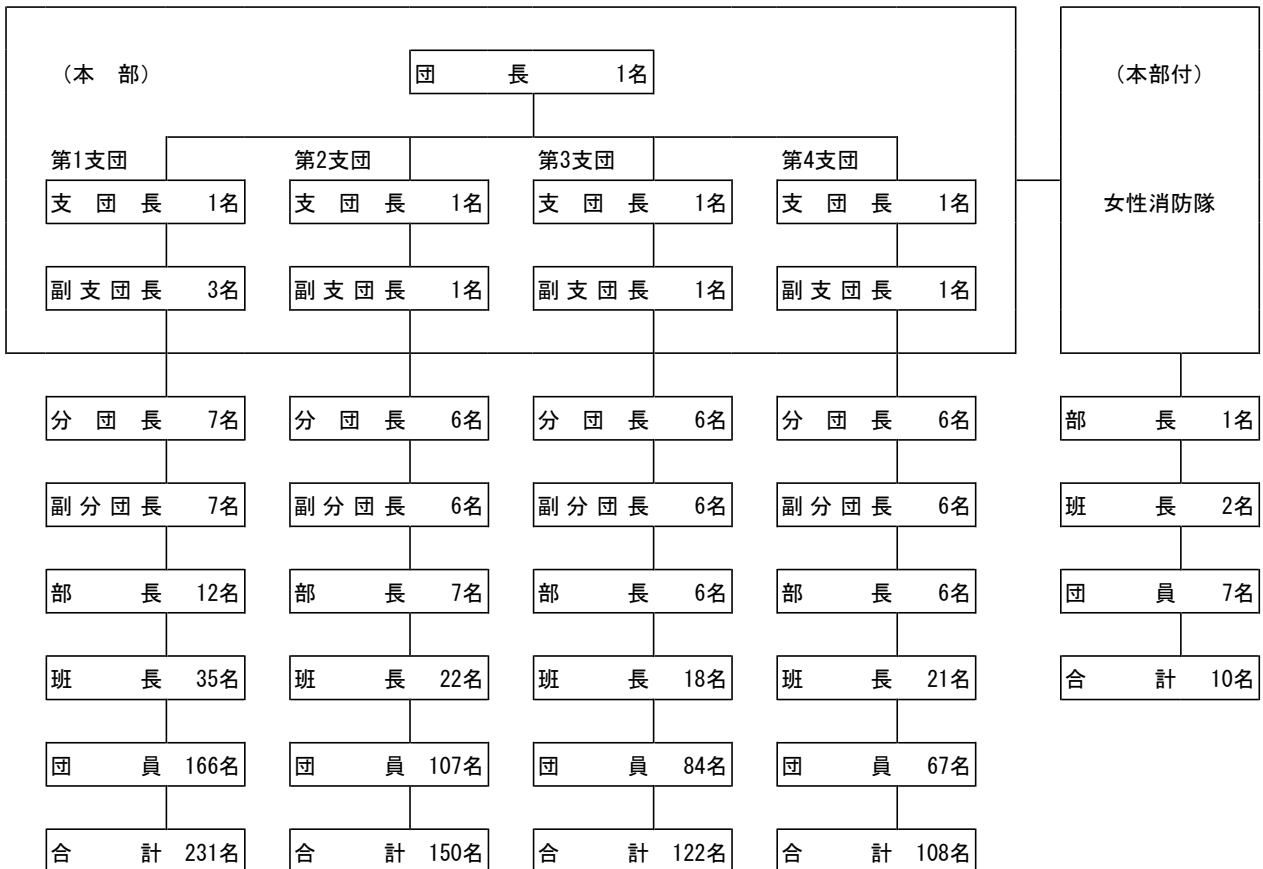 ４ 消防団組織図
（本 部） 団 長 1名 （本部付）
第1支団 第2支団 第3支団 第4支団
支 団 長 1名 支 団 長 1名 支 団 長 1名 支 団 長 1名 女性消防隊
副 支 団 長 3名 副 支 団 長 1名 副 支 団 長 1名 副 支 団 長 1名
分 団 長 7名 分 団 長 6名 分 団 長 6名 分 団 長 6名 部 長 1名
副 分 団 長 7名 副 分 団 長 6名 副 分 団 長 6名 副 分 団 長 6名 班 長 2名
部 長 12名 部 長 7名 部 長 6名 部 長 6名 団 員 7名
班 長 35名 班 長 22名 班 長 18名 班 長 21名 合 計 10名
団 員 166名 団 員 107名 団 員 84名 団 員 67名
合 計 231名 合 計 150名 合 計 122名 合 計 108名